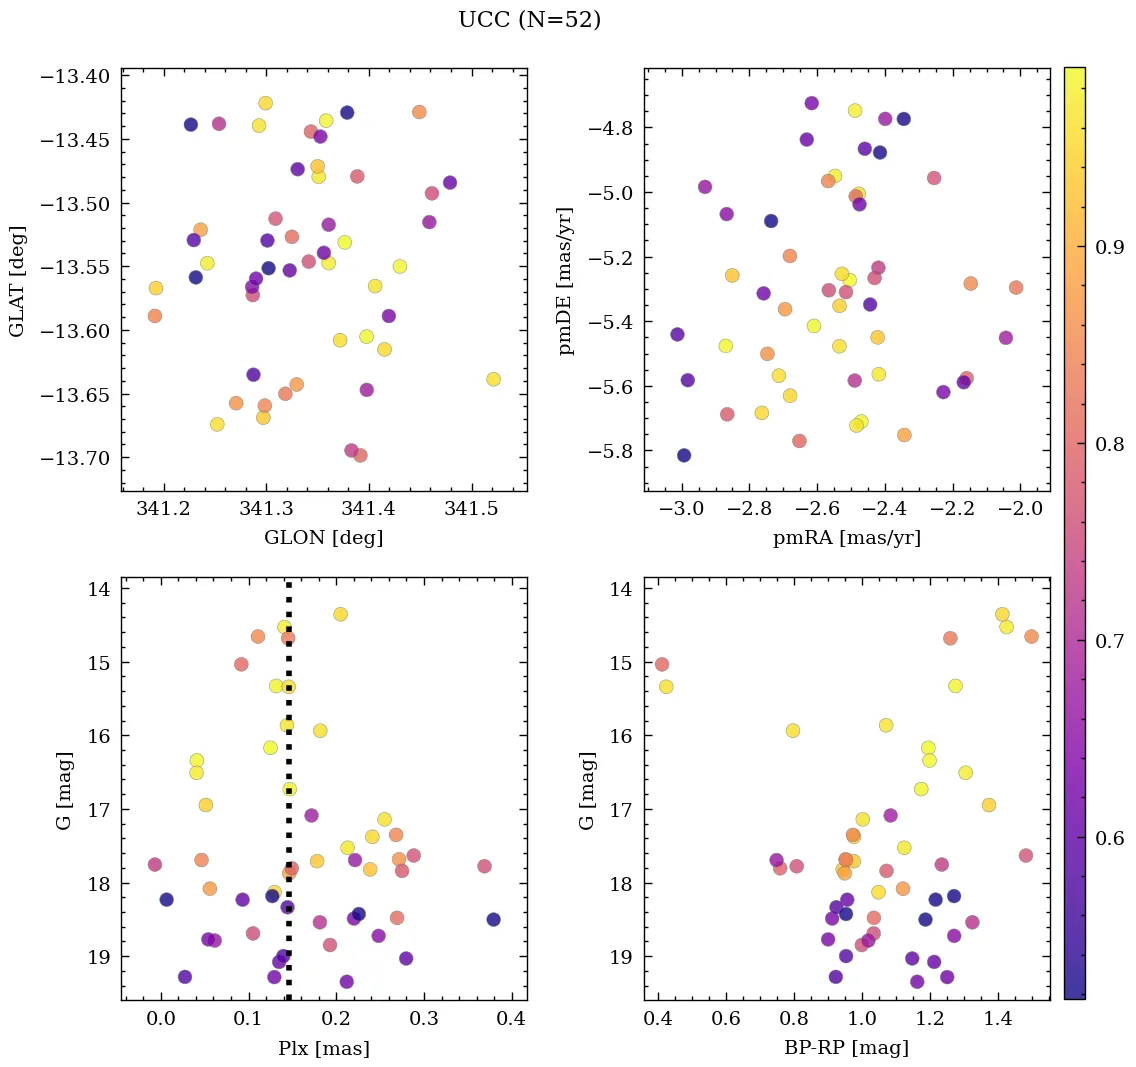 UCC (N=52)
−13.40
−13.45
−13.50
−13.55
−13.60
−13.65
−13.70
GLAT [deg]
341.2 341.3 341.4 341.5
GLON [deg]
−4.8
−5.0
−5.2
−5.4
−5.6
−5.8
pmDE [mas/yr]
−3.0 −2.8 −2.6 −2.4 −2.2 −2.0
pmRA [mas/yr]
14
15
16
17
18
19
G [mag]
0.0 0.1 0.2 0.3 0.4
Plx [mas]
14
15
16
17
18
19
G [mag]
0.4 0.6 0.8 1.0 1.2 1.4
BP-RP [mag]
0.9
0.8
0.7
0.6